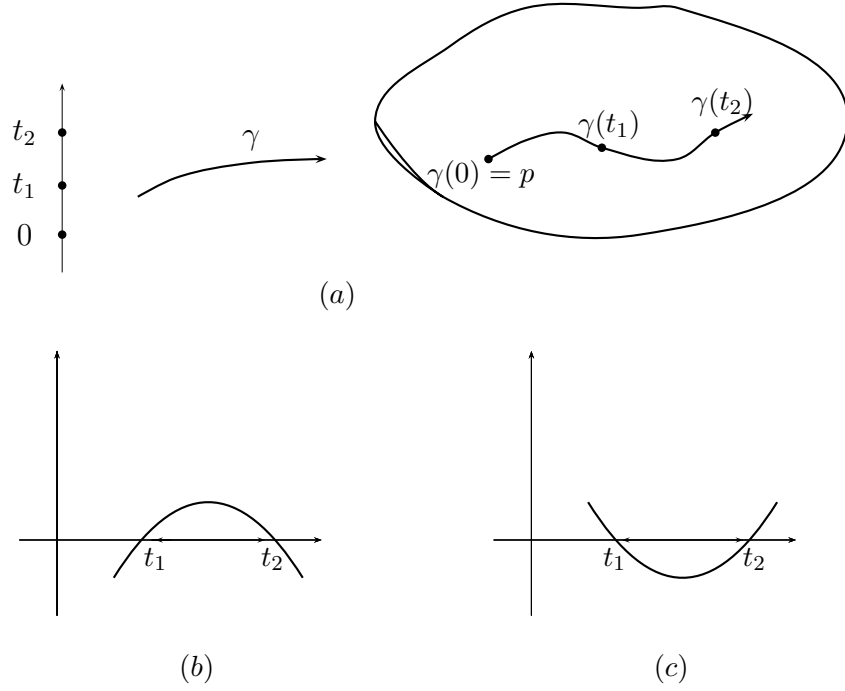 t₂
t₁
0
γ
γ(0) = p
γ(t₁)
γ(t₂)
(a)
t₁ t₂
(b)
t₁ t₂
(c)